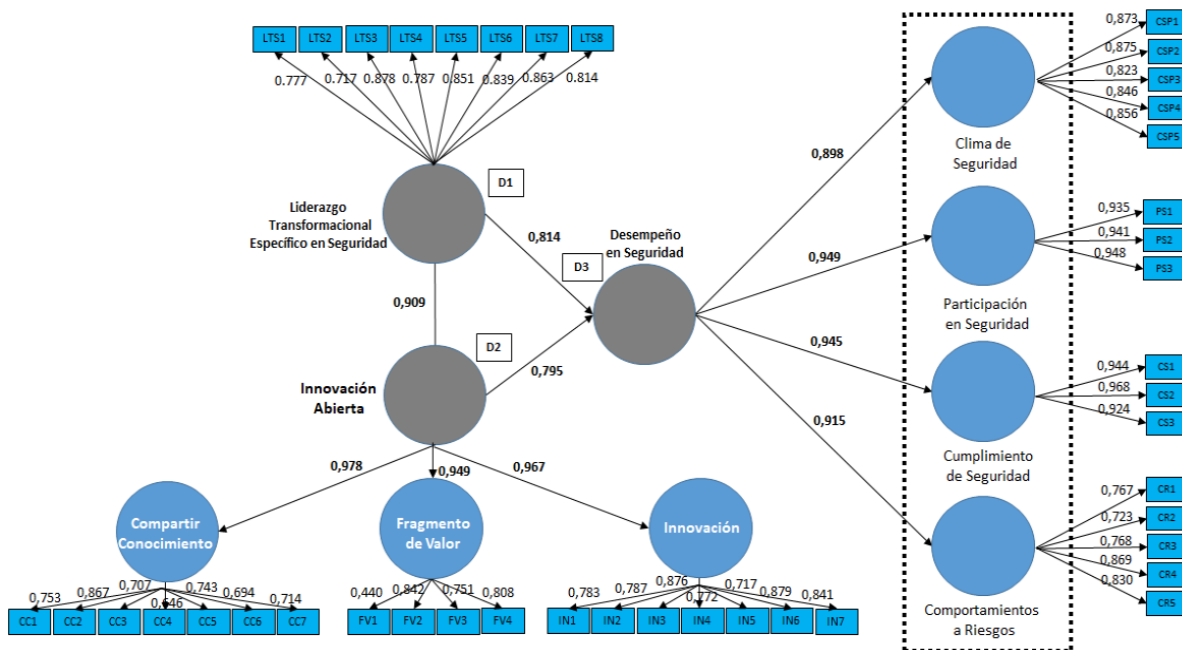 LTS1 LTS2 LTS3 LTS4 LTS5 LTS6 LTS7 LTS8
0.777 0.717 0.878 0.787 0.851 0.839 0.863 0.814
D1
Liderazgo
Transformacional
Específico en Seguridad
0,814
0,909
D2
Innovación
Abierta
0,795
D3
Desempeño
en Seguridad
0,898
0,949
0,945
0,915
Clima de
Seguridad
0,873 CSP1
0,875 CSP2
0,823 CSP3
0,846 CSP4
0,856 CSP5
Participación
en Seguridad
0,935 PS1
0,941 PS2
0,948 PS3
Cumplimiento
de Seguridad
0,944 CS1
0,968 CS2
0,924 CS3
Comportamientos
a Riesgos
0,767 CR1
0,723 CR2
0,768 CR3
0,869 CR4
0,830 CR5
0,978
0,949
0,967
Compartir
Conocimiento
0,753 0,867 0,707 0,646 0,743 0,694 0,714
CC1 CC2 CC3 CC4 CC5 CC6 CC7
Fragmento
de Valor
0,440 0,842 0,751 0,808
FV1 FV2 FV3 FV4
Innovación
0,783 0,787 0,876 0,772 0,717 0,879 0,841
IN1 IN2 IN3 IN4 IN5 IN6 IN7